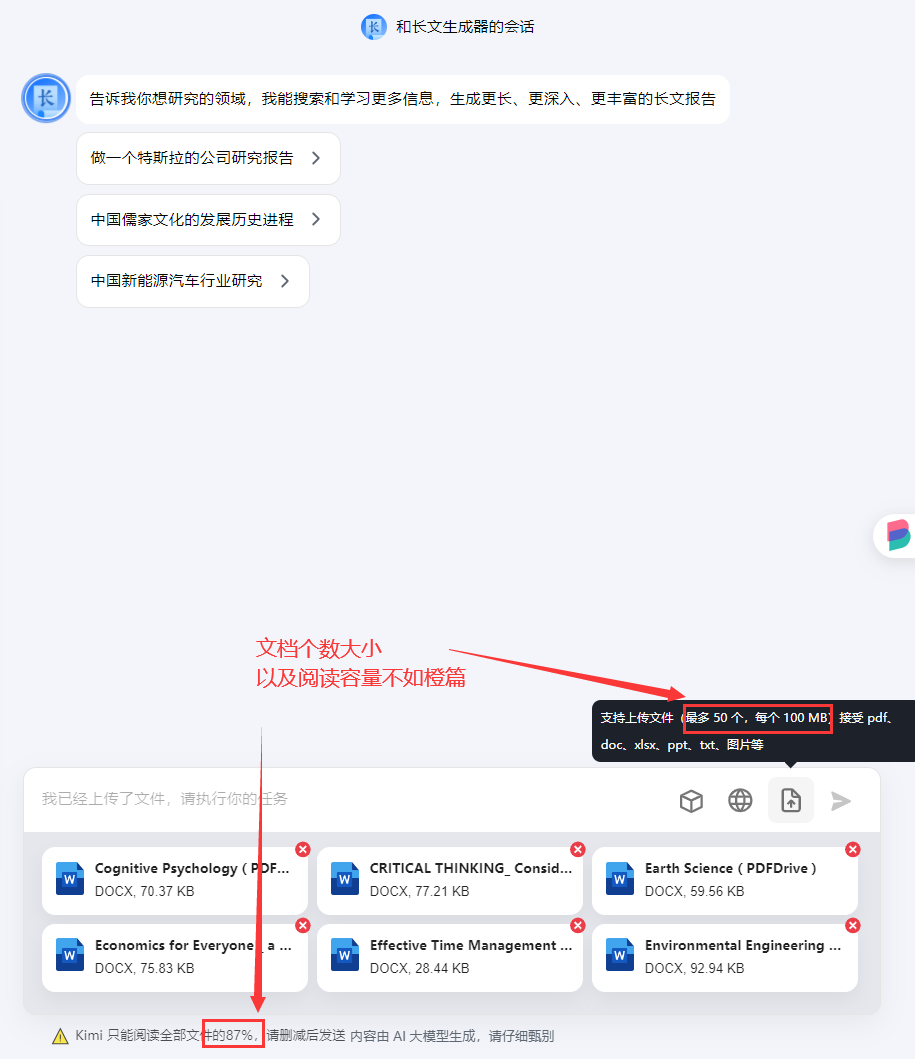 长 和长文生成器的会话
长
告诉我你想研究的领域，我能搜索和学习更多信息，生成更长、更深入、更丰富的长文报告
做一个特斯拉的公司研究报告
中国儒家文化的发展历史进程
中国新能源汽车行业研究
文档个数大小
以及阅读容量不如橙篇
支持上传文件（最多 50 个，每个 100 MB）接受 pdf、
doc、xlsx、ppt、txt、图片等
我已经上传了文件，请执行你的任务
W Cognitive Psychology ( PDF...
DOCX, 70.37 KB
W CRITICAL THINKING_ Consid...
DOCX, 77.21 KB
W Earth Science ( PDFDrive )
DOCX, 59.56 KB
W Economics for Everyone_ a ...
DOCX, 75.83 KB
W Effective Time Management ...
DOCX, 28.44 KB
W Environmental Engineering ...
DOCX, 92.94 KB
Kimi 只能阅读全部文件的87%，请删减后发送 内容由 AI 大模型生成，请仔细甄别